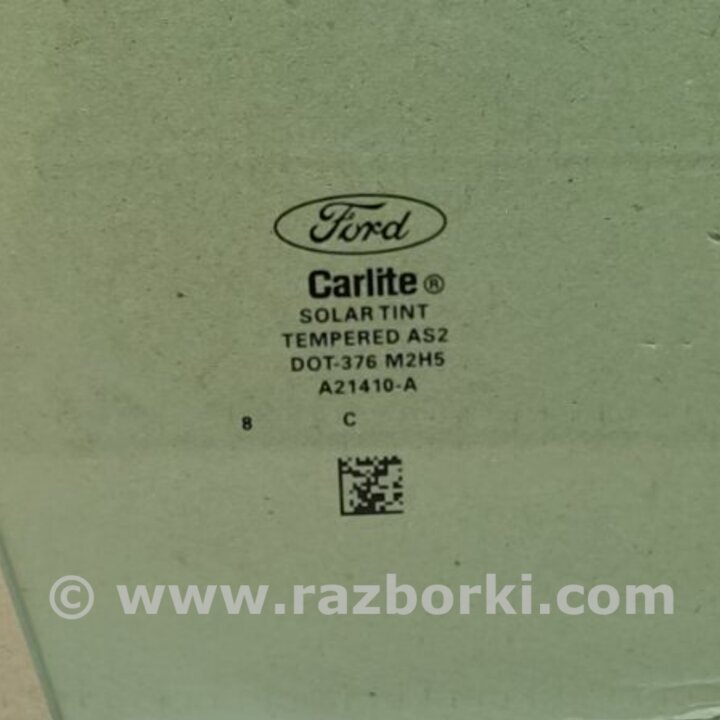 Ford
Carlite ®
SOLAR TINT
TEMPERED AS2
DOT-376 M2H5
A21410-A
8 C
© www.razborki.com